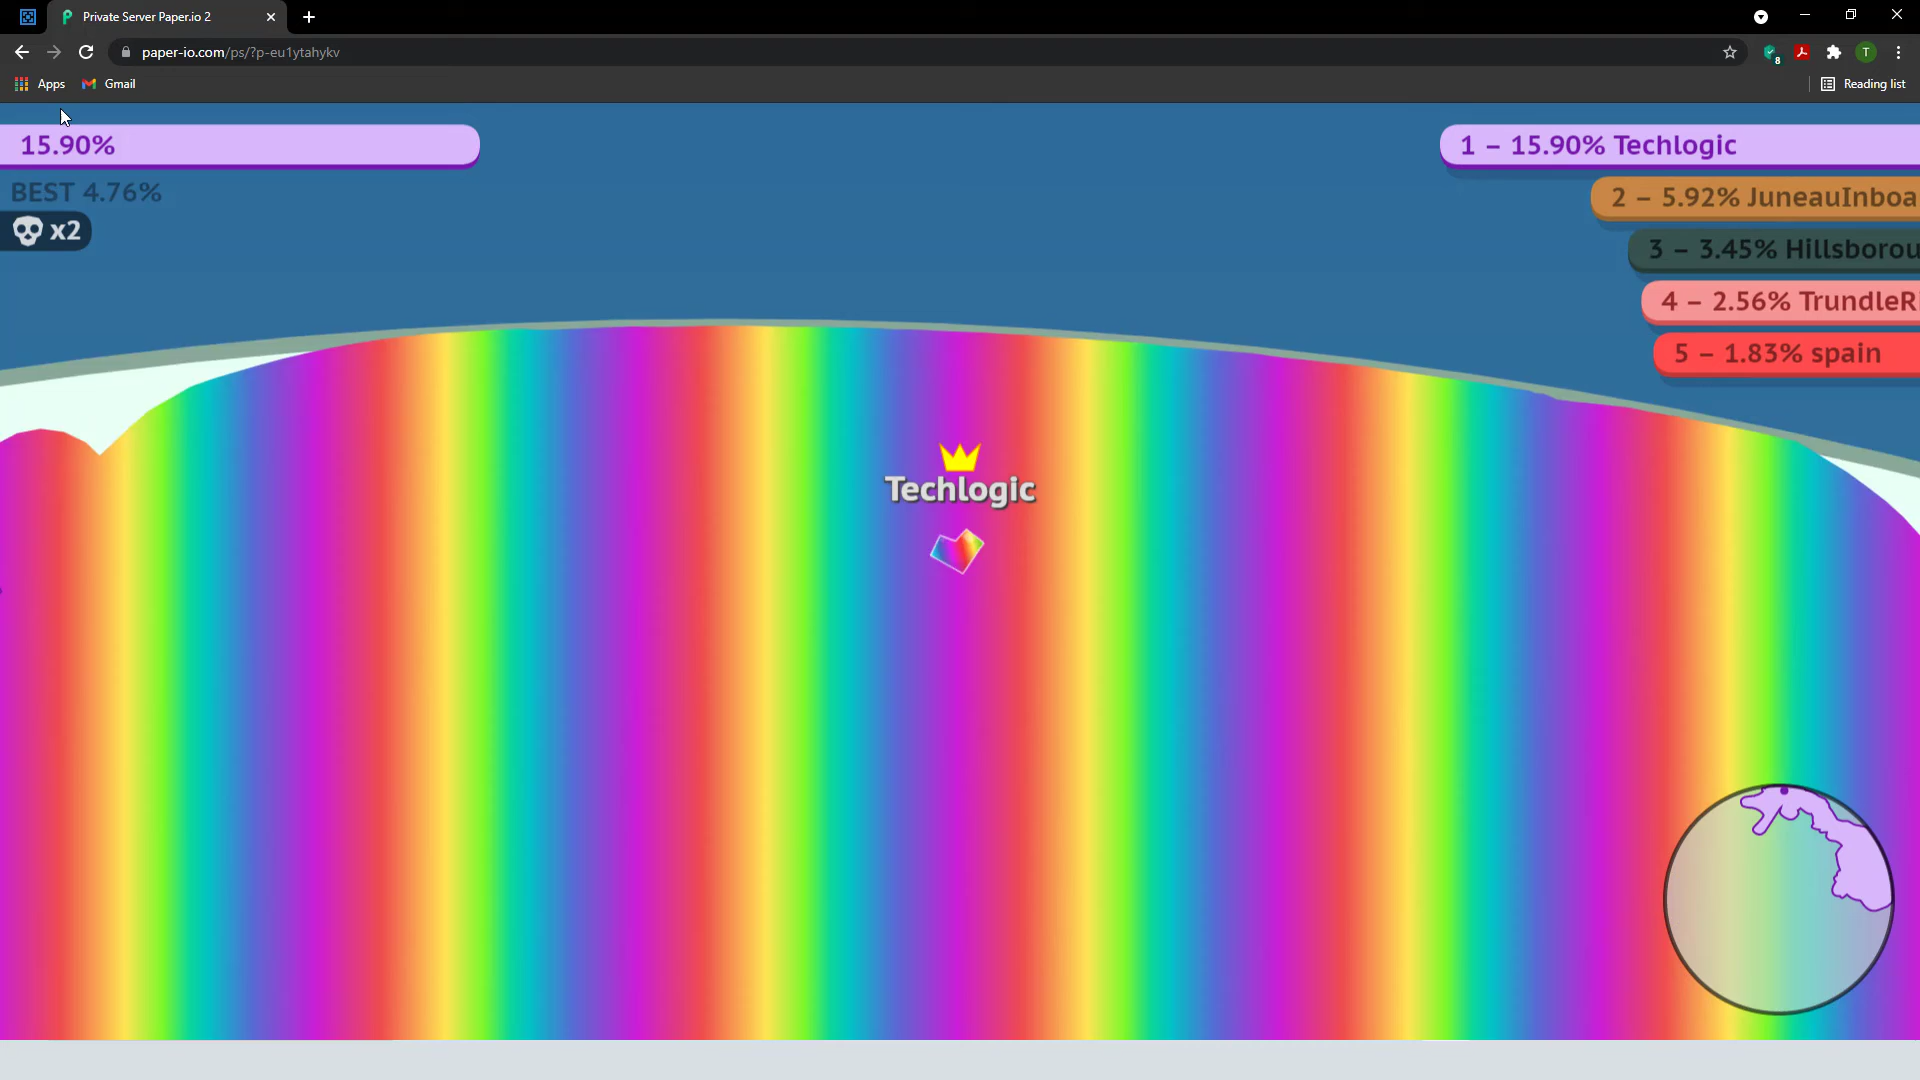 Private Server Paper.io 2
paper-io.com/ps/?p-eu1ytahykv
8
T
Apps
Gmail
Reading list
15.90%
BEST 4.76%
x2
1 – 15.90% Techlogic
2 – 5.92% JuneauInboa
3 – 3.45% Hillsborou
4 – 2.56% TrundleRi
5 – 1.83% spain
Techlogic